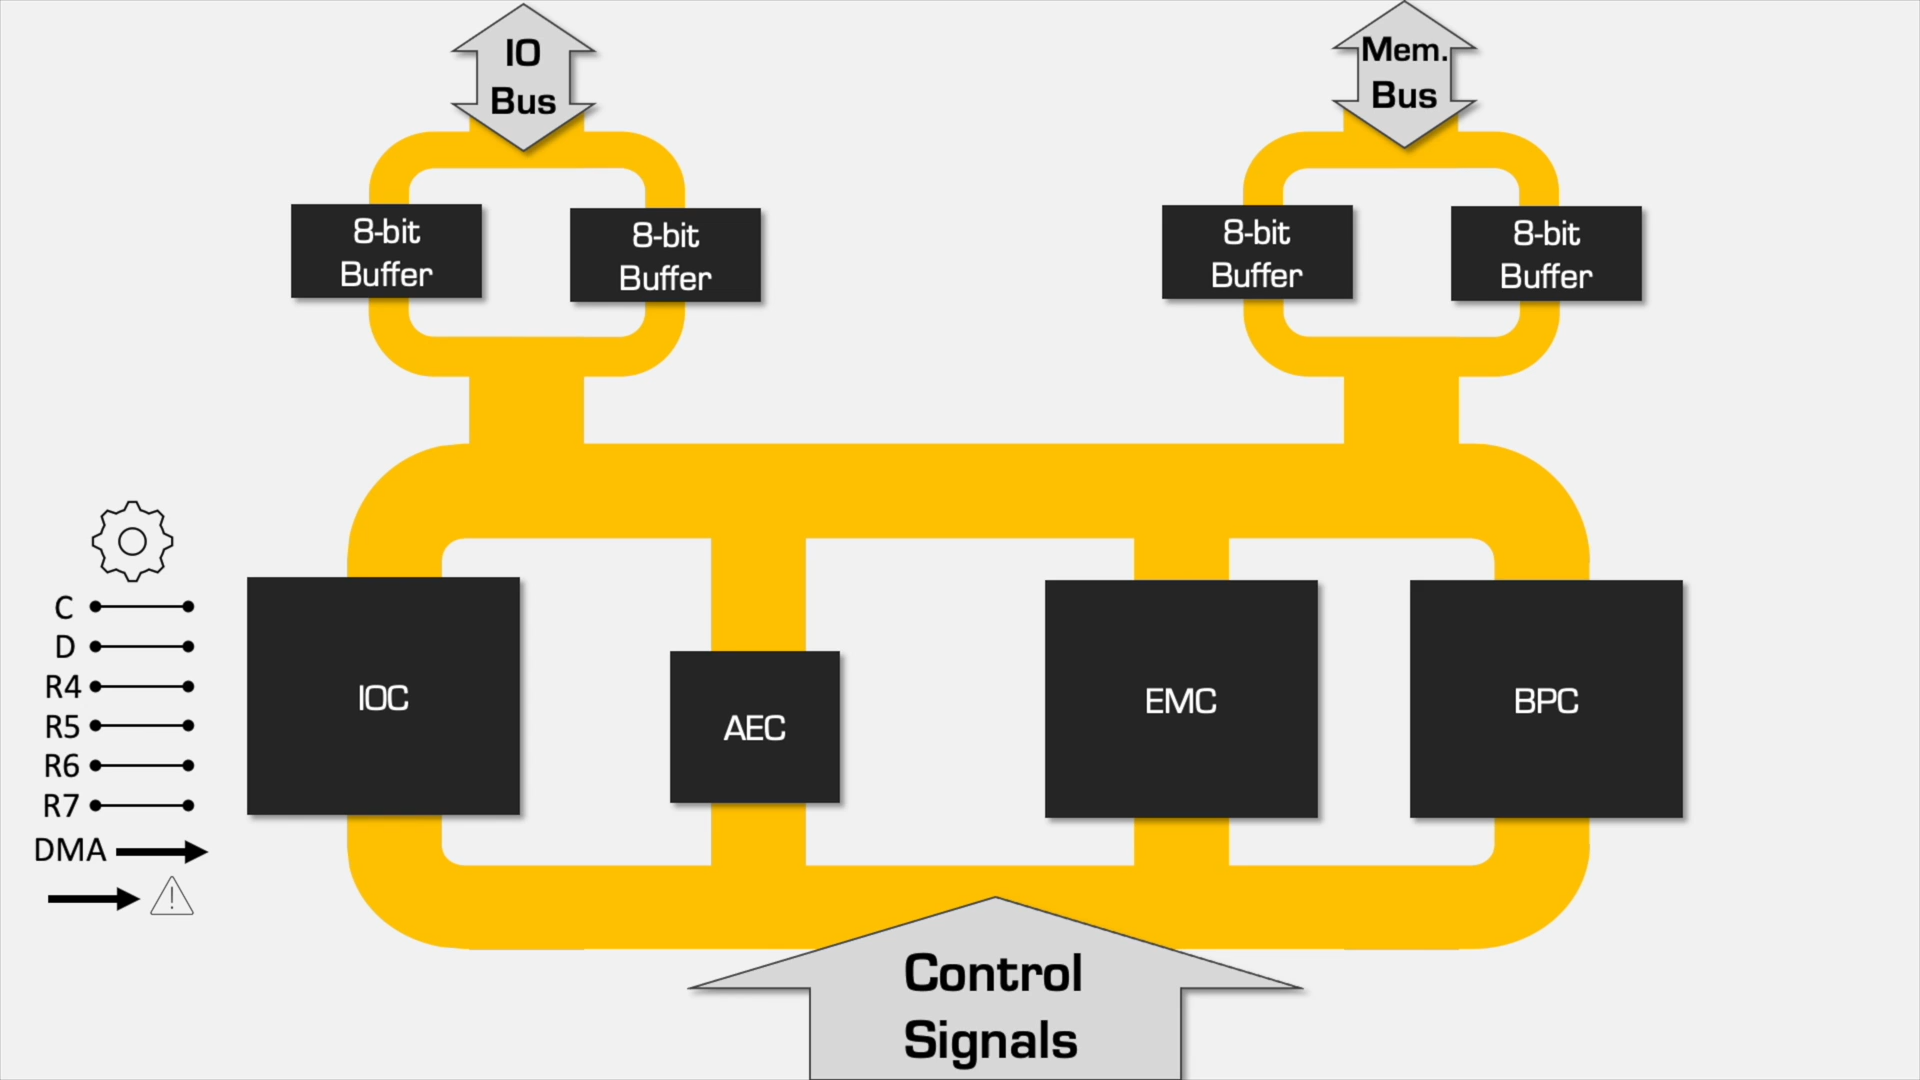 IO
Bus
Mem.
Bus
8-bit
Buffer
8-bit
Buffer
8-bit
Buffer
8-bit
Buffer
C
D
R4
R5
R6
R7
DMA
!
IOC
AEC
EMC
BPC
Control
Signals